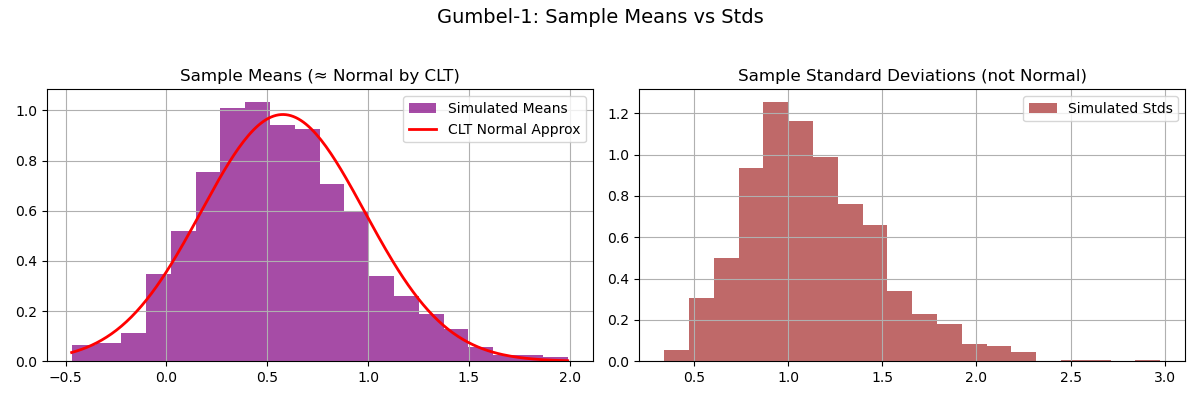 Gumbel-1: Sample Means vs Stds
Sample Means (≈ Normal by CLT)
Simulated Means
CLT Normal Approx
1.0
0.8
0.6
0.4
0.2
0.0
−0.5 0.0 0.5 1.0 1.5 2.0
Sample Standard Deviations (not Normal)
Simulated Stds
1.2
1.0
0.8
0.6
0.4
0.2
0.0
0.5 1.0 1.5 2.0 2.5 3.0